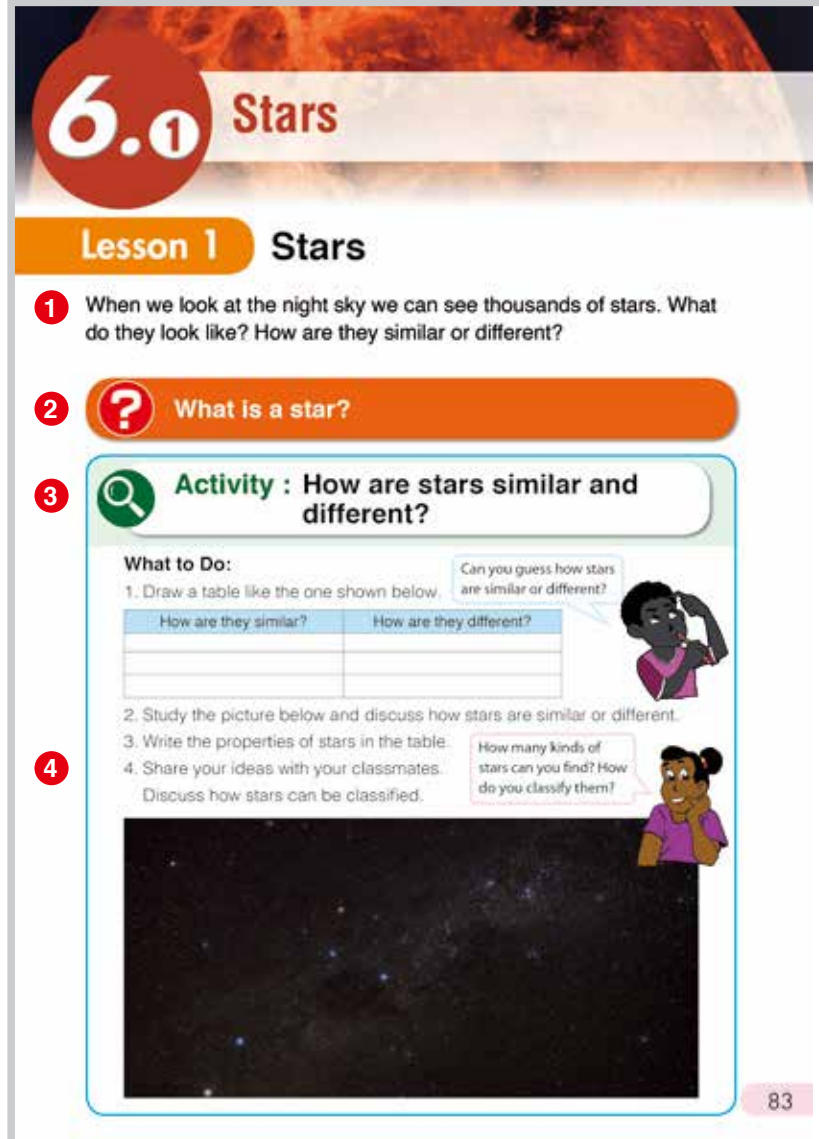 6.1 Stars
Lesson 1 Stars
1 When we look at the night sky we can see thousands of stars. What
do they look like? How are they similar or different?
2 ? What is a star?
3 Activity : How are stars similar and
different?
What to Do:
1. Draw a table like the one shown below.
Can you guess how stars
are similar or different?
How are they similar? How are they different?
2. Study the picture below and discuss how stars are similar or different.
3. Write the properties of stars in the table.
4 4. Share your ideas with your classmates.
Discuss how stars can be classified.
How many kinds of
stars can you find? How
do you classify them?
83